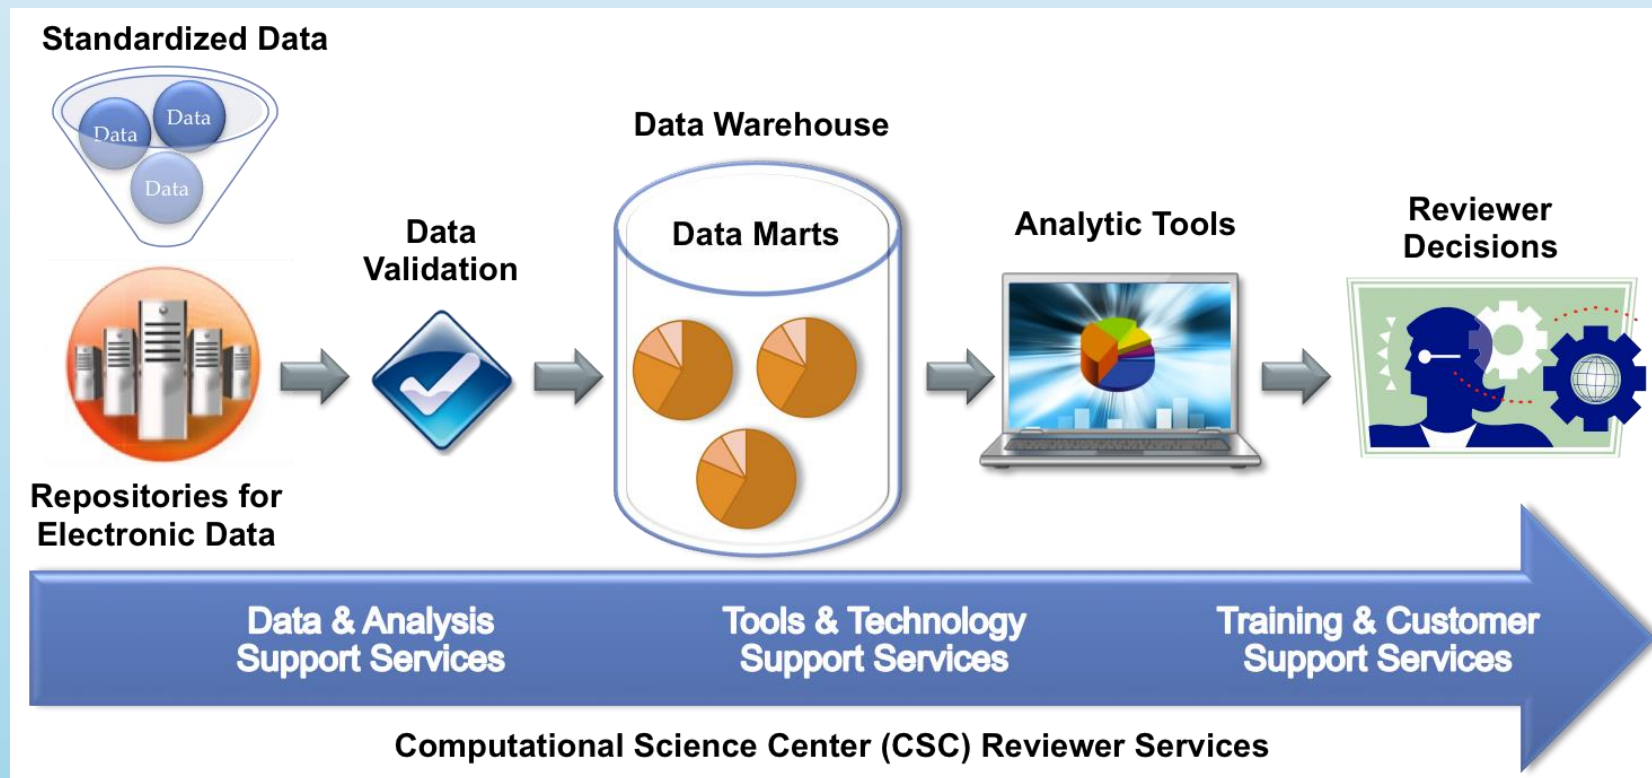 Standardized Data
Data
Data
Data
Repositories for
Electronic Data
Data
Validation
Data Warehouse
Data Marts
Analytic Tools
Reviewer
Decisions
Data & Analysis
Support Services
Tools & Technology
Support Services
Training & Customer
Support Services
Computational Science Center (CSC) Reviewer Services